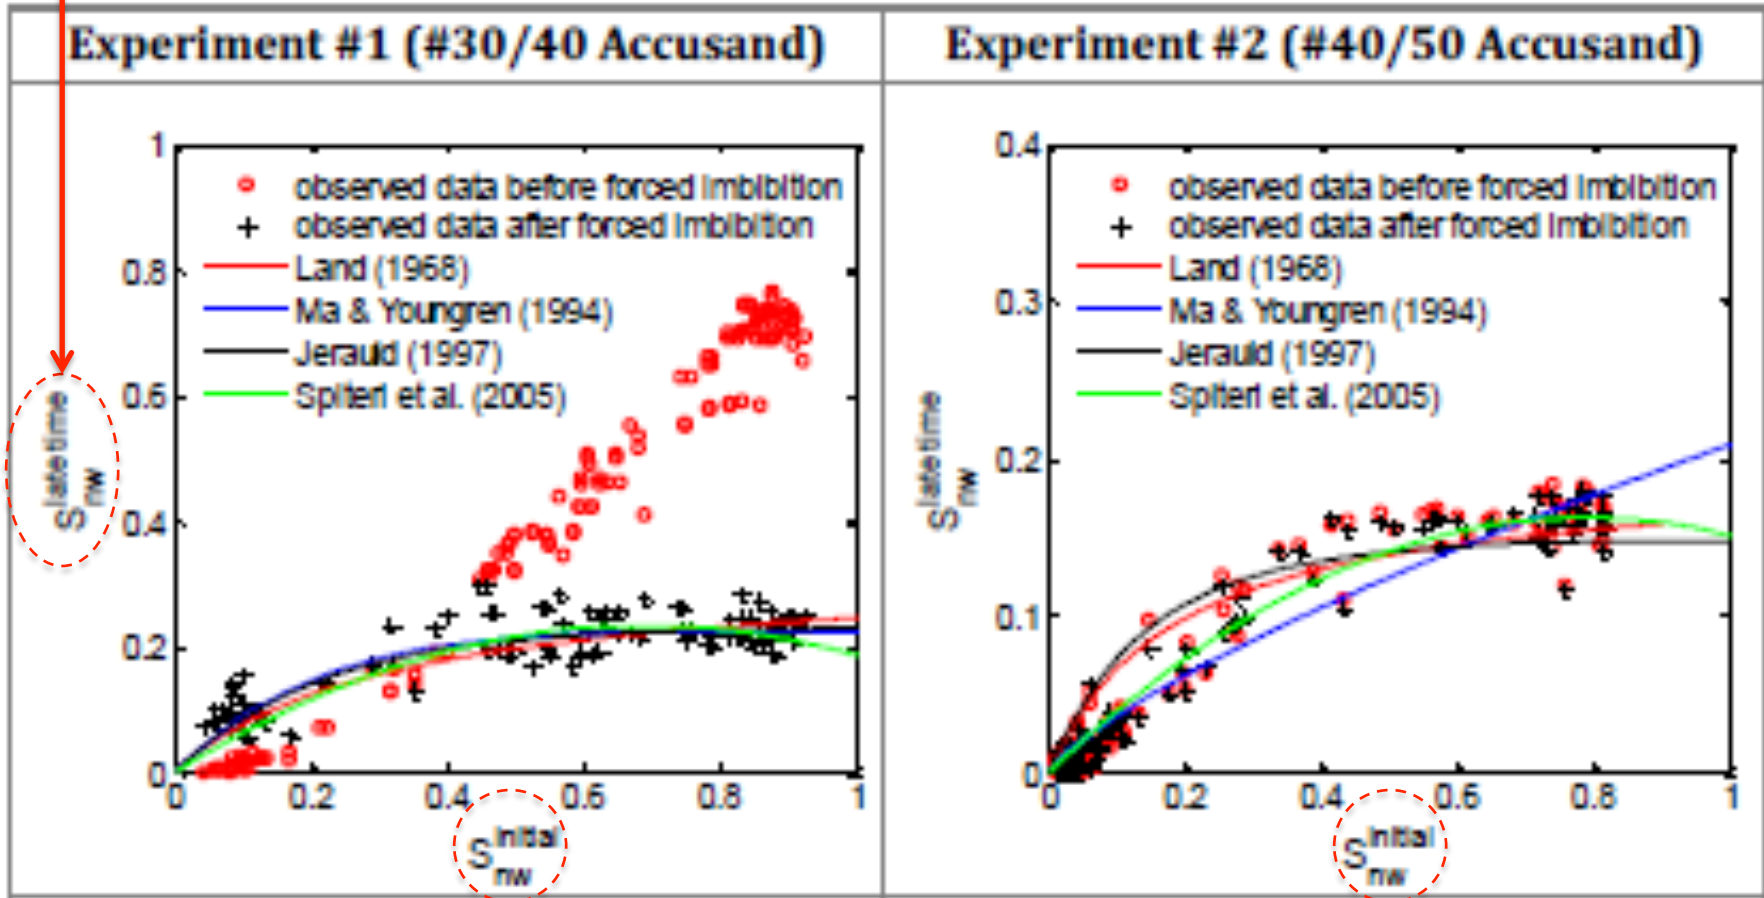 Experiment #1 (#30/40 Accusand)
Experiment #2 (#40/50 Accusand)
1
0.8
0.6
0.4
0.2
0
observed data before forced imbibition
observed data after forced imbibition
Land (1968)
Ma & Youngren (1994)
Jerauld (1997)
Spiteri et al. (2005)
S nw late time
0 0.2 0.4 0.6 0.8 1
S nw initial
0.4
0.3
0.2
0.1
0
observed data before forced imbibition
observed data after forced imbibition
Land (1968)
Ma & Youngren (1994)
Jerauld (1997)
Spiteri et al. (2005)
S nw late time
0 0.2 0.4 0.6 0.8 1
S nw initial